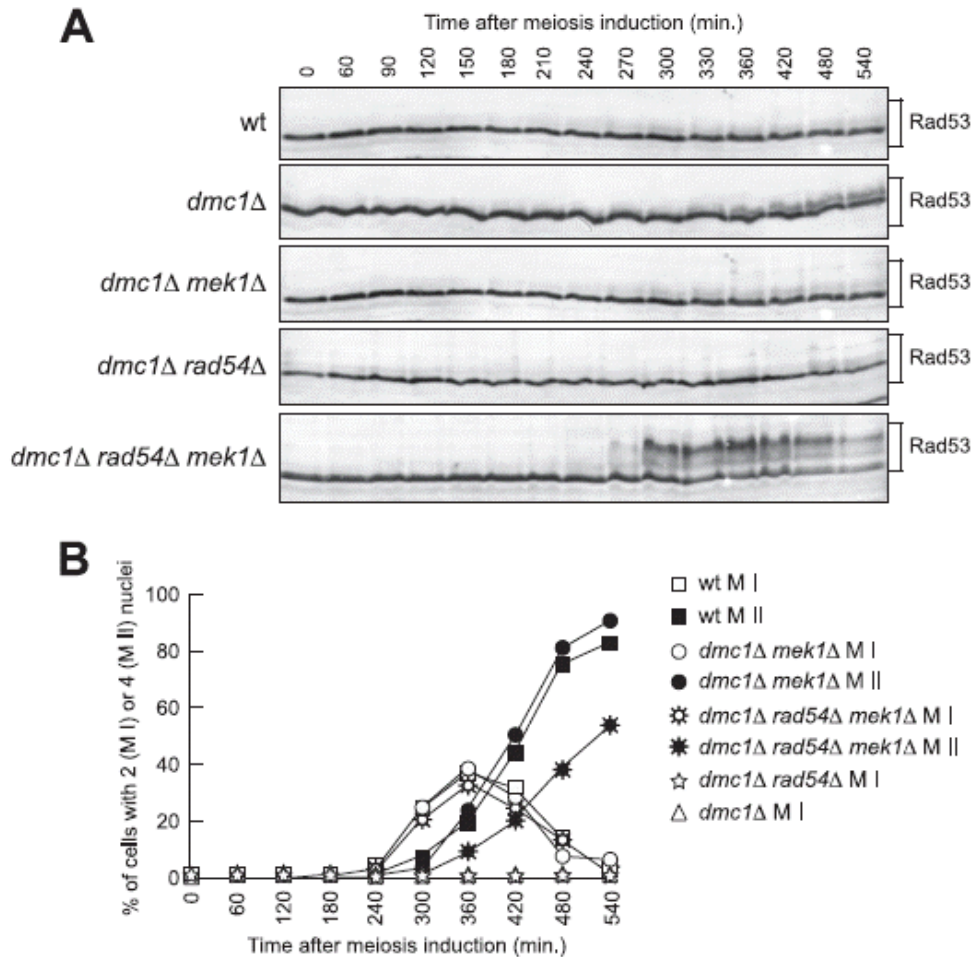 A
Time after meiosis induction (min.)
0 60 90 120 150 180 210 240 270 300 330 360 420 480 540
wt Rad53
dmc1Δ Rad53
dmc1Δ mek1Δ Rad53
dmc1Δ rad54Δ Rad53
dmc1Δ rad54Δ mek1Δ Rad53
B
% of cells with 2 (M I) or 4 (M II) nuclei
100
80
60
40
20
0
0 60 120 180 240 300 360 420 480 540
Time after meiosis induction (min.)
wt M I
wt M II
dmc1Δ mek1Δ M I
dmc1Δ mek1Δ M II
dmc1Δ rad54Δ mek1Δ M I
dmc1Δ rad54Δ mek1Δ M II
dmc1Δ rad54Δ M I
dmc1Δ M I